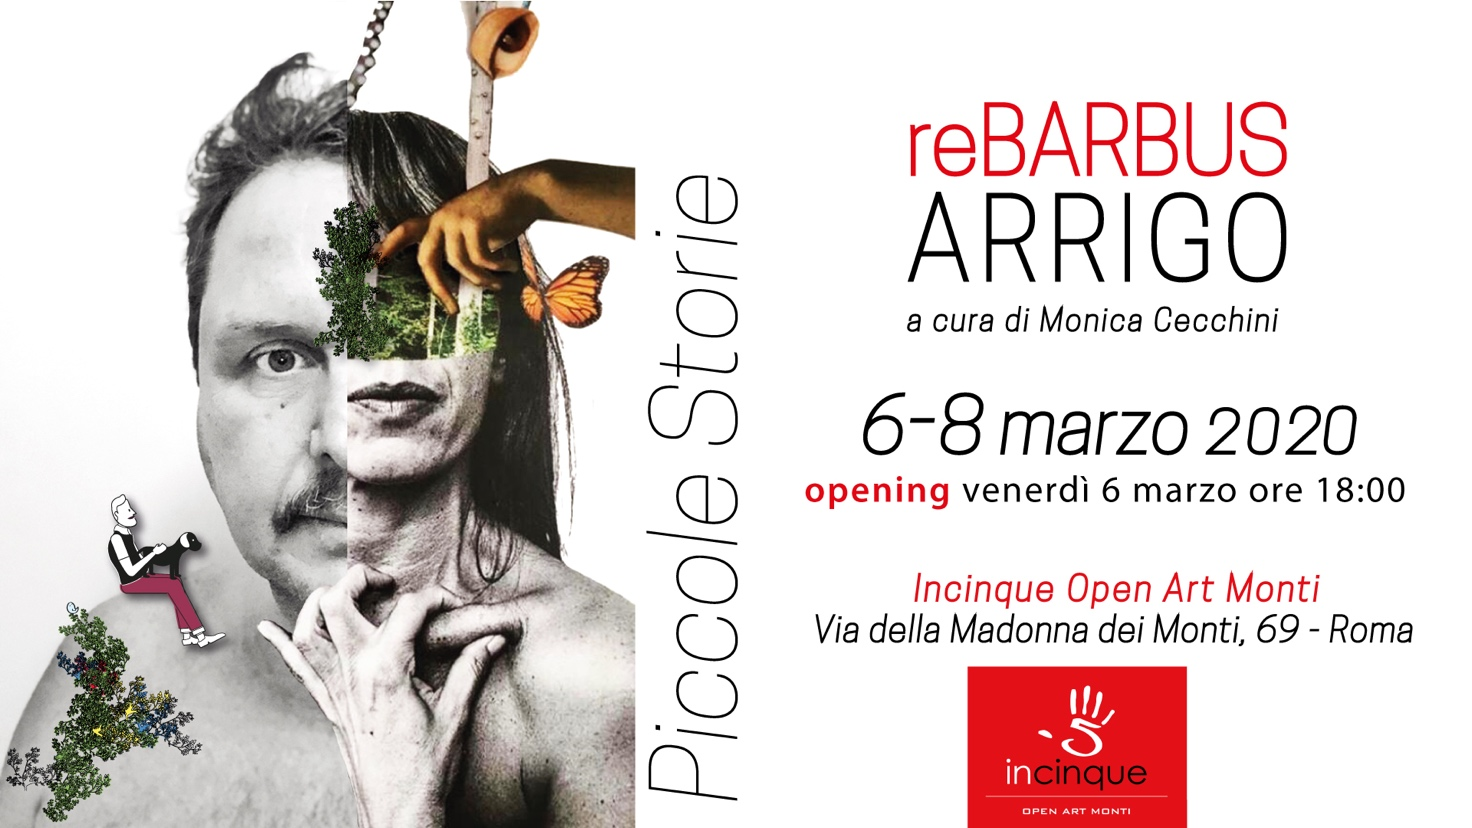 Piccole Storie
reBARBUS
ARRIGO
a cura di Monica Cecchini
6-8 marzo 2020
opening venerdì 6 marzo ore 18:00
Incinque Open Art Monti
Via della Madonna dei Monti, 69 - Roma
5
incinque
OPEN ART MONTI